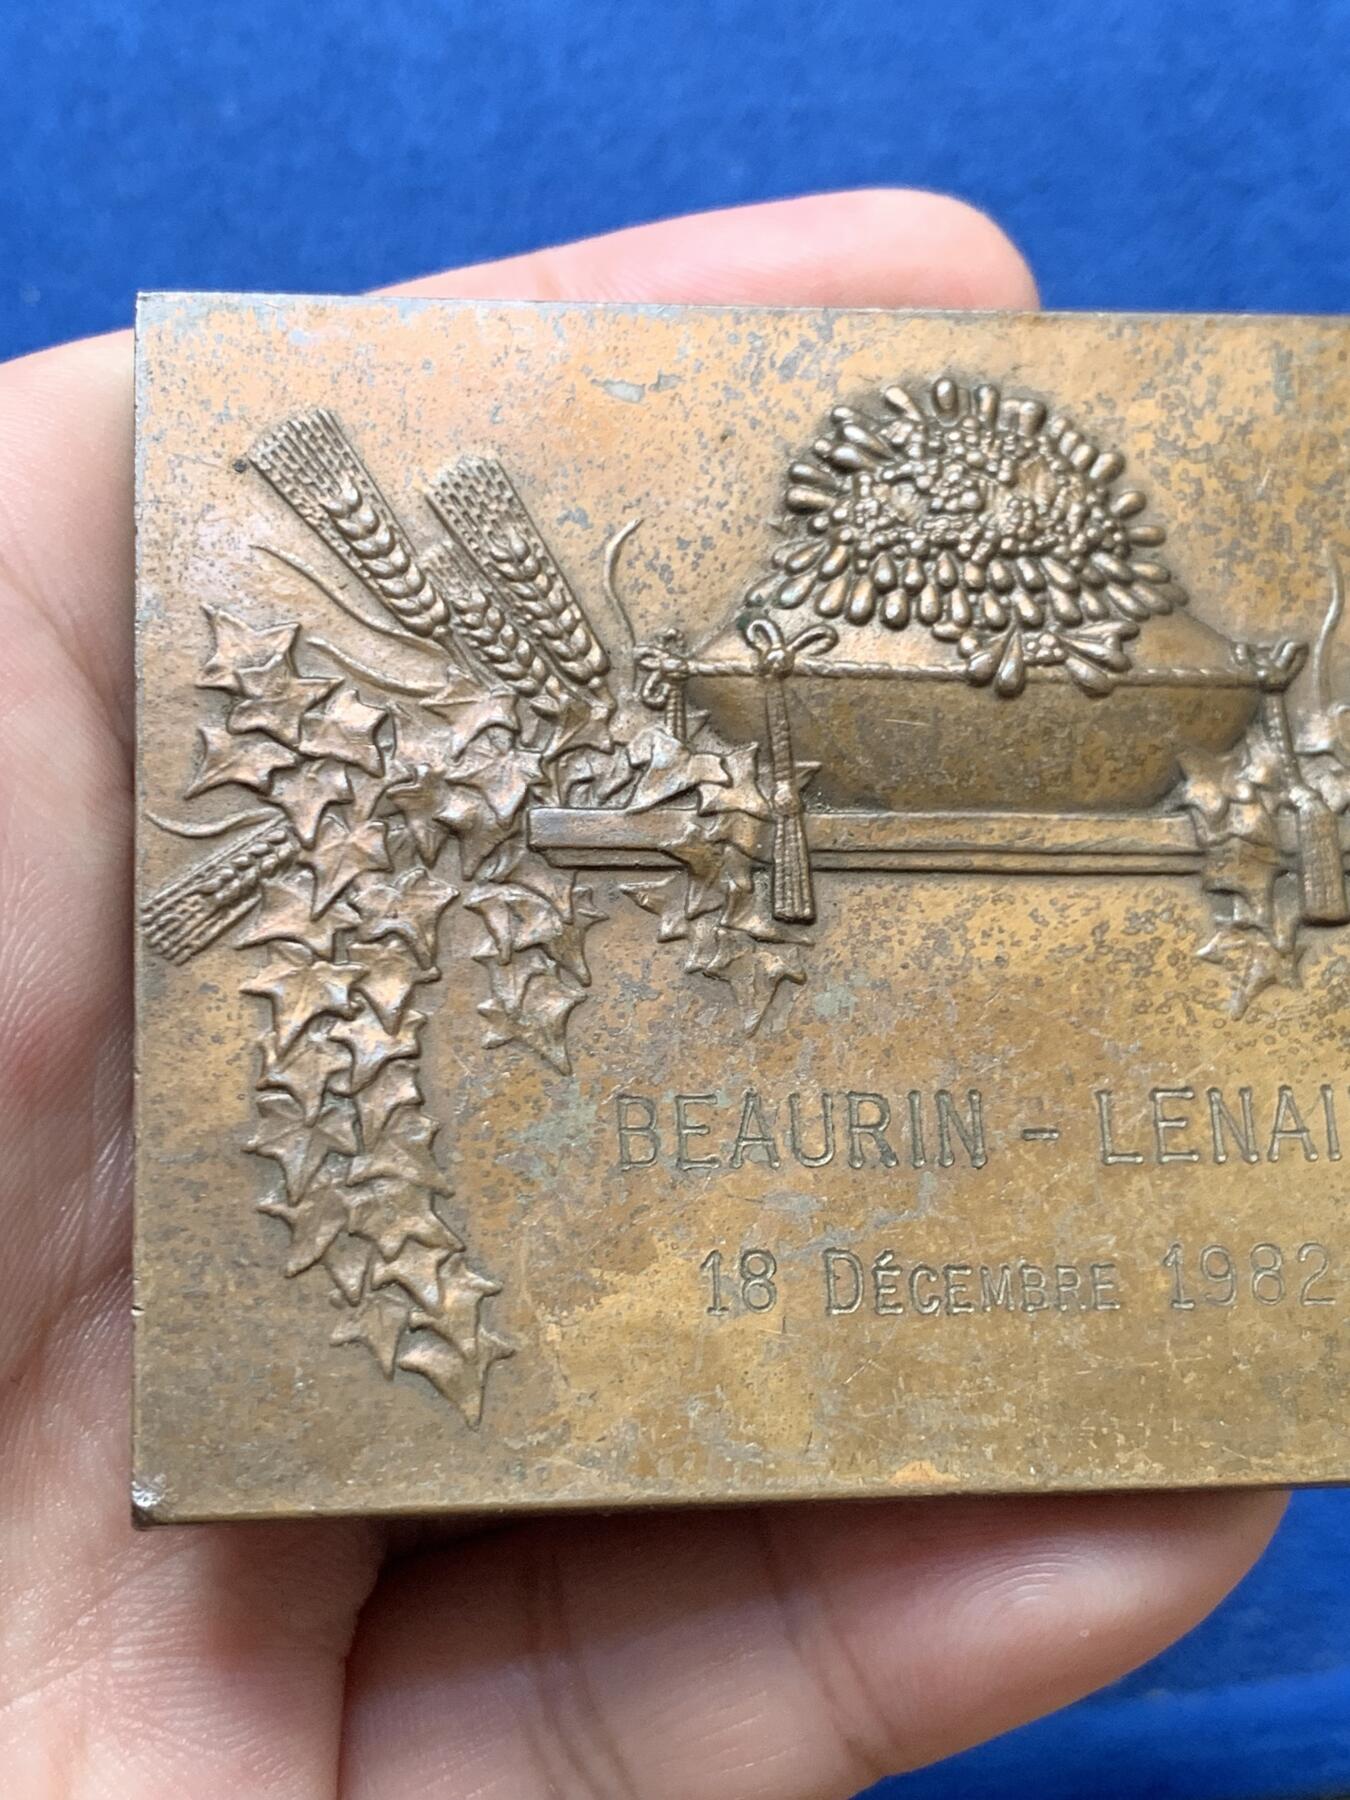 BEAURIN - LENAI
18 DÉCEMBRE 1982